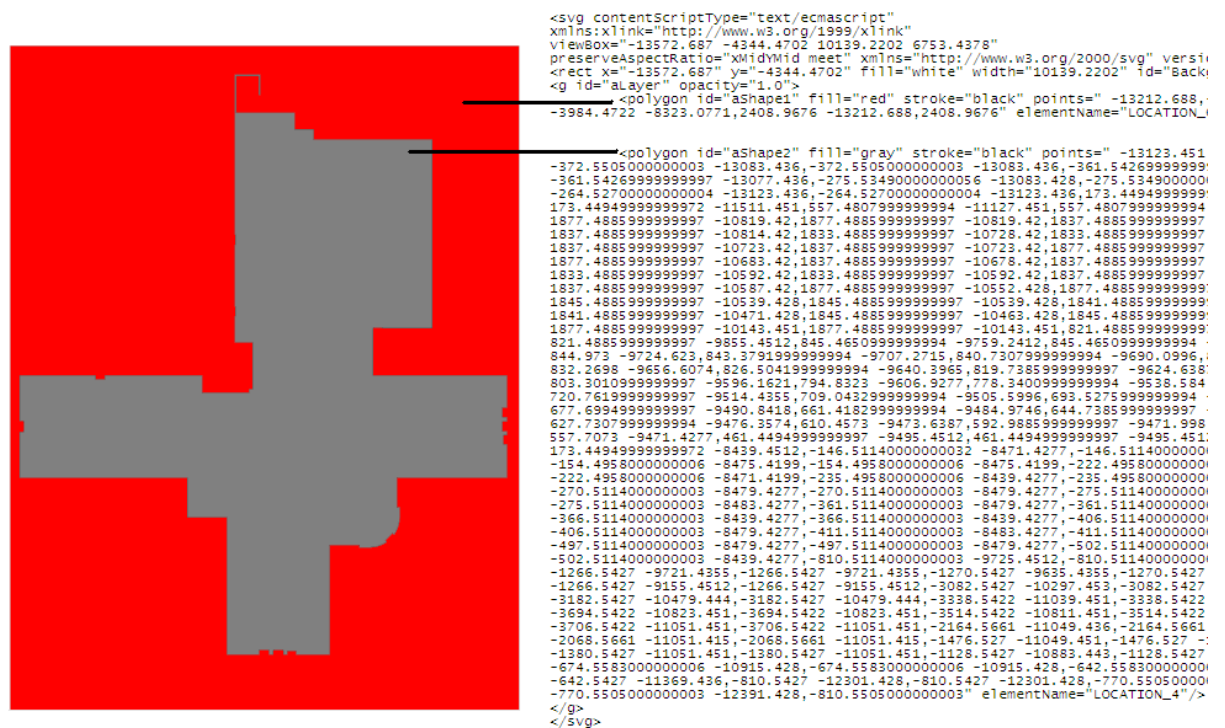 <svg contentScriptType="text/ecmascript"
xmlns:xlink="http://www.w3.org/1999/xlink"
viewBox="-13572.687 -4344.4702 10139.2202 6753.4378"
preserveAspectRatio="xMidYMid meet" xmlns="http://www.w3.org/2000/svg" versi
<rect x="-13572.687" y="-4344.4702" fill="white" width="10139.2202" id="Backg
<g id="aLayer" opacity="1.0">
<polygon id="aShape1" fill="red" stroke="black" points=" -13212.688,-
-3984.4722 -8323.0771,2408.9676 -13212.688,2408.9676" elementName="LOCATION_
<polygon id="aShape2" fill="gray" stroke="black" points=" -13123.451
-372.5505000000003 -13083.436,-372.5505000000003 -13083.436,-361.542699999999
-361.54269999999997 -13077.436,-275.53490000000056 -13083.428,-275.5349000000
-264.52700000000004 -13123.436,-264.52700000000004 -13123.436,173.44949999999
173.44949999999972 -11511.451,557.4807999999994 -11127.451,557.4807999999994
1877.4885999999997 -10819.42,1877.4885999999997 -10819.42,1837.4885999999997
1837.4885999999997 -10814.42,1833.4885999999997 -10728.42,1833.4885999999997
1837.4885999999997 -10723.42,1837.4885999999997 -10723.42,1877.4885999999997
1877.4885999999997 -10683.42,1877.4885999999997 -10678.42,1837.4885999999997
1833.4885999999997 -10592.42,1833.4885999999997 -10592.42,1837.4885999999997
1837.4885999999997 -10587.42,1877.4885999999997 -10552.428,1877.488599999999
1845.4885999999997 -10539.428,1845.4885999999997 -10539.428,1841.488599999999
1841.4885999999997 -10471.428,1845.4885999999997 -10463.428,1845.488599999999
1877.4885999999997 -10143.451,1877.4885999999997 -10143.451,821.4885999999997
821.4885999999997 -9855.4512,845.4650999999994 -9759.2412,845.4650999999994 -
844.973 -9724.623,843.3791999999994 -9707.2715,840.7307999999994 -9690.0996,8
832.2698 -9656.6074,826.5041999999994 -9640.3965,819.7385999999997 -9624.6387
803.3010999999997 -9596.1621,794.8323 -9606.9277,778.3400999999994 -9538.584
720.7619999999997 -9514.4355,709.0432999999994 -9505.5996,693.5275999999994 -
677.6994999999997 -9490.8418,661.4182999999994 -9484.9746,644.7385999999997 -
627.7307999999994 -9476.3574,610.4573 -9473.6387,592.9885999999997 -9471.998
557.7073 -9471.4277,461.4494999999997 -9495.4512,461.4494999999997 -9495.4512
173.44949999999972 -8439.4512,-146.51140000000032 -8471.4277,-146.51140000000
-154.4958000000006 -8475.4199,-154.4958000000006 -8475.4199,-222.495800000000
-222.4958000000006 -8471.4199,-235.4958000000006 -8439.4277,-235.495800000000
-270.5114000000003 -8479.4277,-270.5114000000003 -8479.4277,-275.511400000000
-275.5114000000003 -8483.4277,-361.5114000000003 -8479.4277,-361.511400000000
-366.5114000000003 -8439.4277,-366.5114000000003 -8439.4277,-406.511400000000
-406.5114000000003 -8479.4277,-411.5114000000003 -8483.4277,-411.511400000000
-497.5114000000003 -8479.4277,-497.5114000000003 -8479.4277,-502.511400000000
-502.5114000000003 -8439.4277,-810.5114000000003 -9725.4512,-810.511400000000
-1266.5427 -9721.4355,-1266.5427 -9721.4355,-1270.5427 -9635.4355,-1270.5427
-1266.5427 -9155.4512,-1266.5427 -9155.4512,-3082.5427 -10297.453,-3082.5427
-3182.5427 -10479.444,-3182.5427 -10479.444,-3338.5422 -11039.451,-3338.5422
-3694.5422 -10823.451,-3694.5422 -10823.451,-3514.5422 -10811.451,-3514.5422
-3706.5422 -11051.451,-3706.5422 -11051.451,-2164.5661 -11049.436,-2164.5661
-2068.5661 -11051.415,-2068.5661 -11051.415,-1476.527 -11049.451,-1476.527 -1
-1380.5427 -11051.451,-1380.5427 -11051.451,-1128.5427 -10883.443,-1128.5427
-674.5583000000006 -10915.428,-674.5583000000006 -10915.428,-642.558300000000
-642.5427 -11369.436,-810.5427 -12301.428,-810.5427 -12301.428,-770.550500000
-770.5505000000003 -12391.428,-810.5505000000003" elementName="LOCATION_4"/>
</g>
</svg>